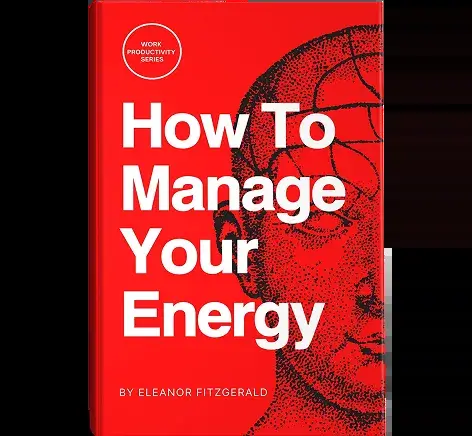 WORK
PRODUCTIVITY
SERIES
How To
Manage
Your
Energy
BY ELEANOR FITZGERALD